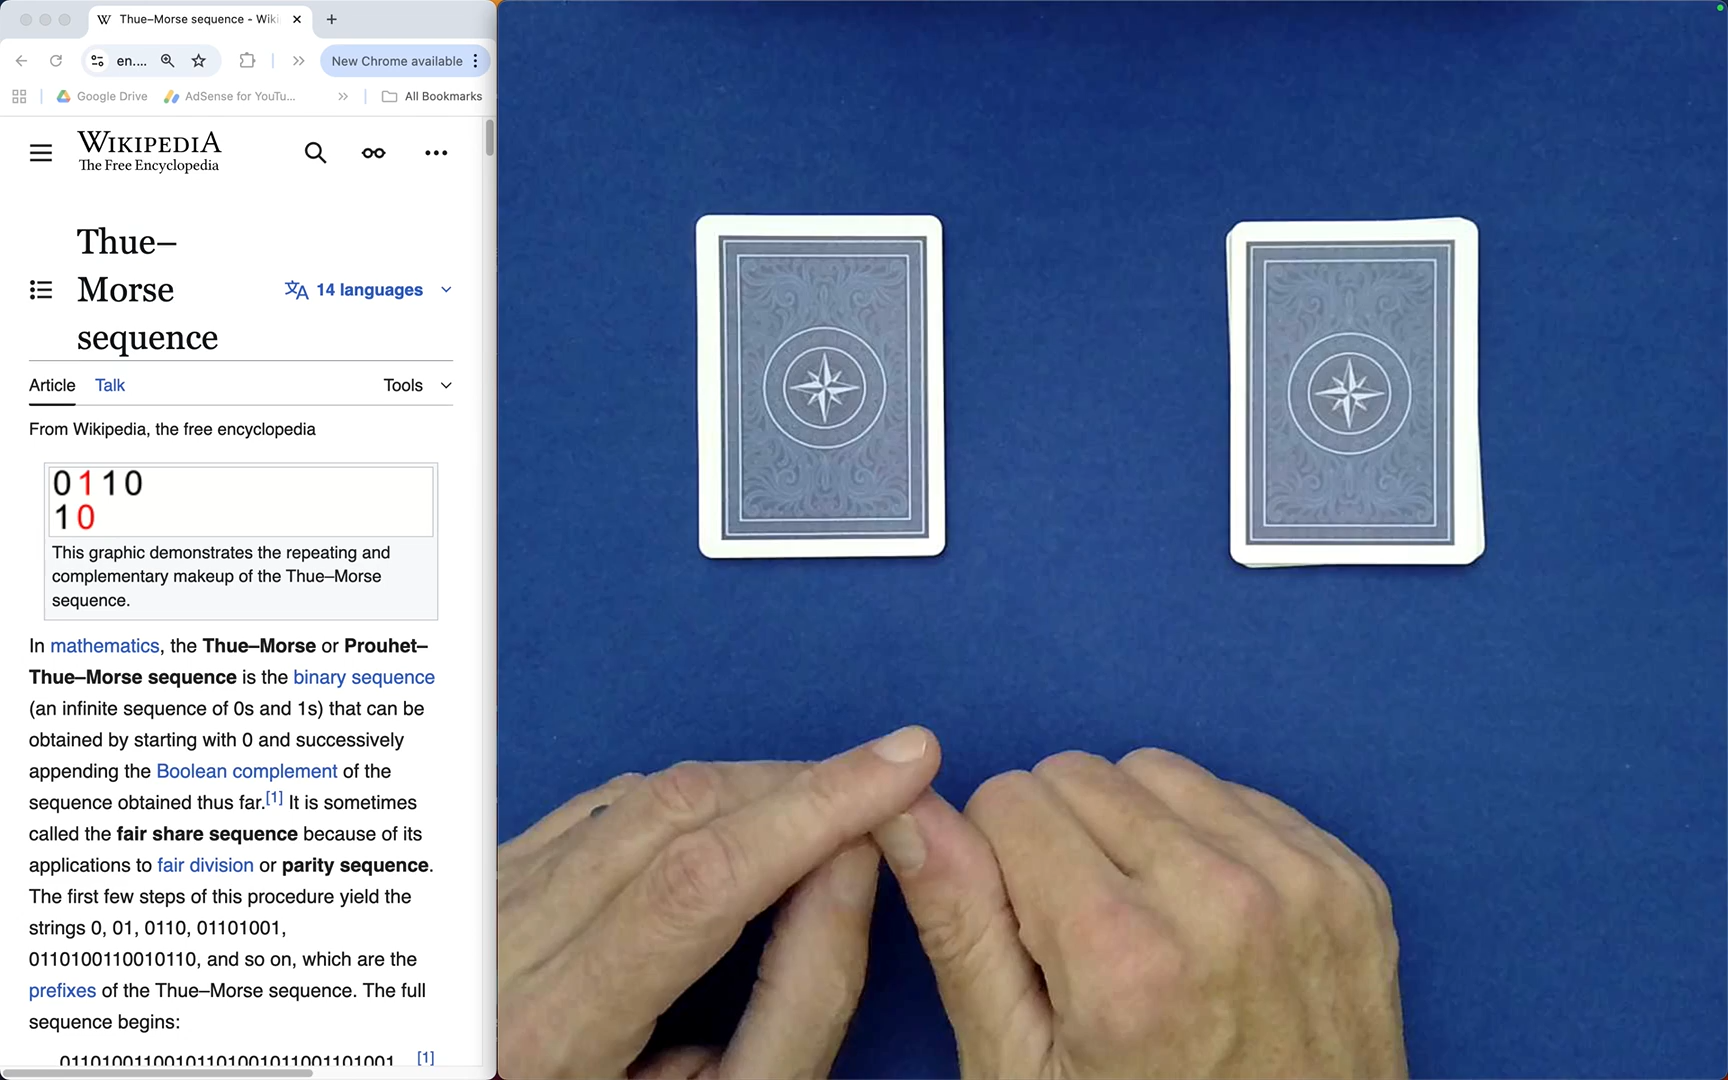 Thue–Morse sequence - Wiki
en....
New Chrome available
Google Drive
AdSense for YouTu...
All Bookmarks
WIKIPEDIA
The Free Encyclopedia
Thue–
Morse
sequence
14 languages
Article
Talk
Tools
From Wikipedia, the free encyclopedia
0110
10
This graphic demonstrates the repeating and
complementary makeup of the Thue–Morse
sequence.
In mathematics, the Thue–Morse or Prouhet–
Thue–Morse sequence is the binary sequence
(an infinite sequence of 0s and 1s) that can be
obtained by starting with 0 and successively
appending the Boolean complement of the
sequence obtained thus far.[1] It is sometimes
called the fair share sequence because of its
applications to fair division or parity sequence.
The first few steps of this procedure yield the
strings 0, 01, 0110, 01101001,
0110100110010110, and so on, which are the
prefixes of the Thue–Morse sequence. The full
sequence begins:
01101001100101101001011001101001 [1]